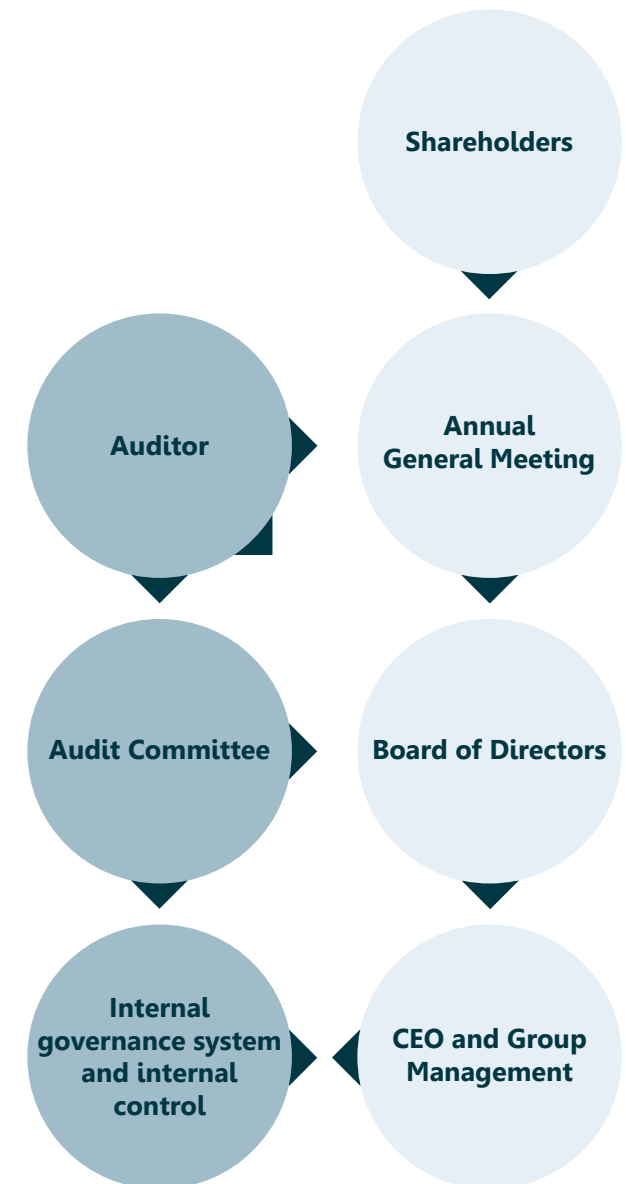 Shareholders
Auditor
Annual
General Meeting
Audit Committee
Board of Directors
Internal
governance system
and internal
control
CEO and Group
Management